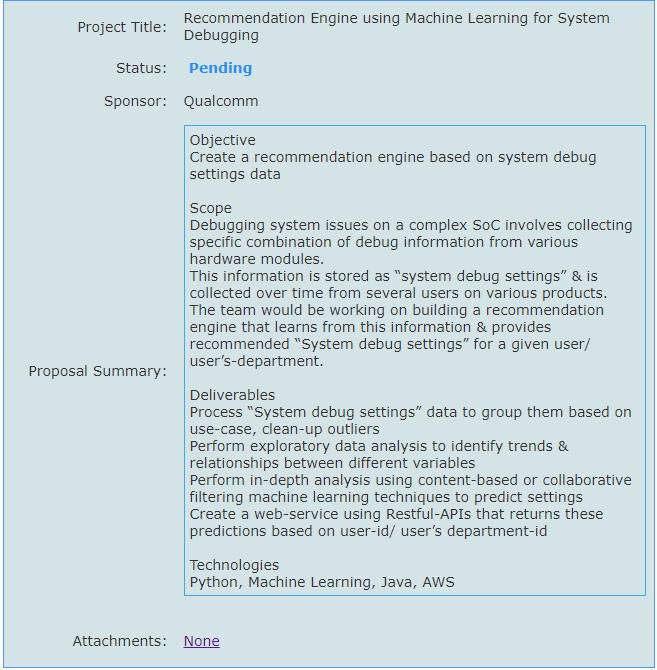 Project Title:
Recommendation Engine using Machine Learning for System
Debugging
Status:
Pending
Sponsor:
Qualcomm
Proposal Summary:
Objective
Create a recommendation engine based on system debug
settings data
Scope
Debugging system issues on a complex SoC involves collecting
specific combination of debug information from various
hardware modules.
This information is stored as “system debug settings” & is
collected over time from several users on various products.
The team would be working on building a recommendation
engine that learns from this information & provides
recommended “System debug settings” for a given user/
user’s-department.
Deliverables
Process “System debug settings” data to group them based on
use-case, clean-up outliers
Perform exploratory data analysis to identify trends &
relationships between different variables
Perform in-depth analysis using content-based or collaborative
filtering machine learning techniques to predict settings
Create a web-service using Restful-APIs that returns these
predictions based on user-id/ user’s department-id
Technologies
Python, Machine Learning, Java, AWS
Attachments:
None